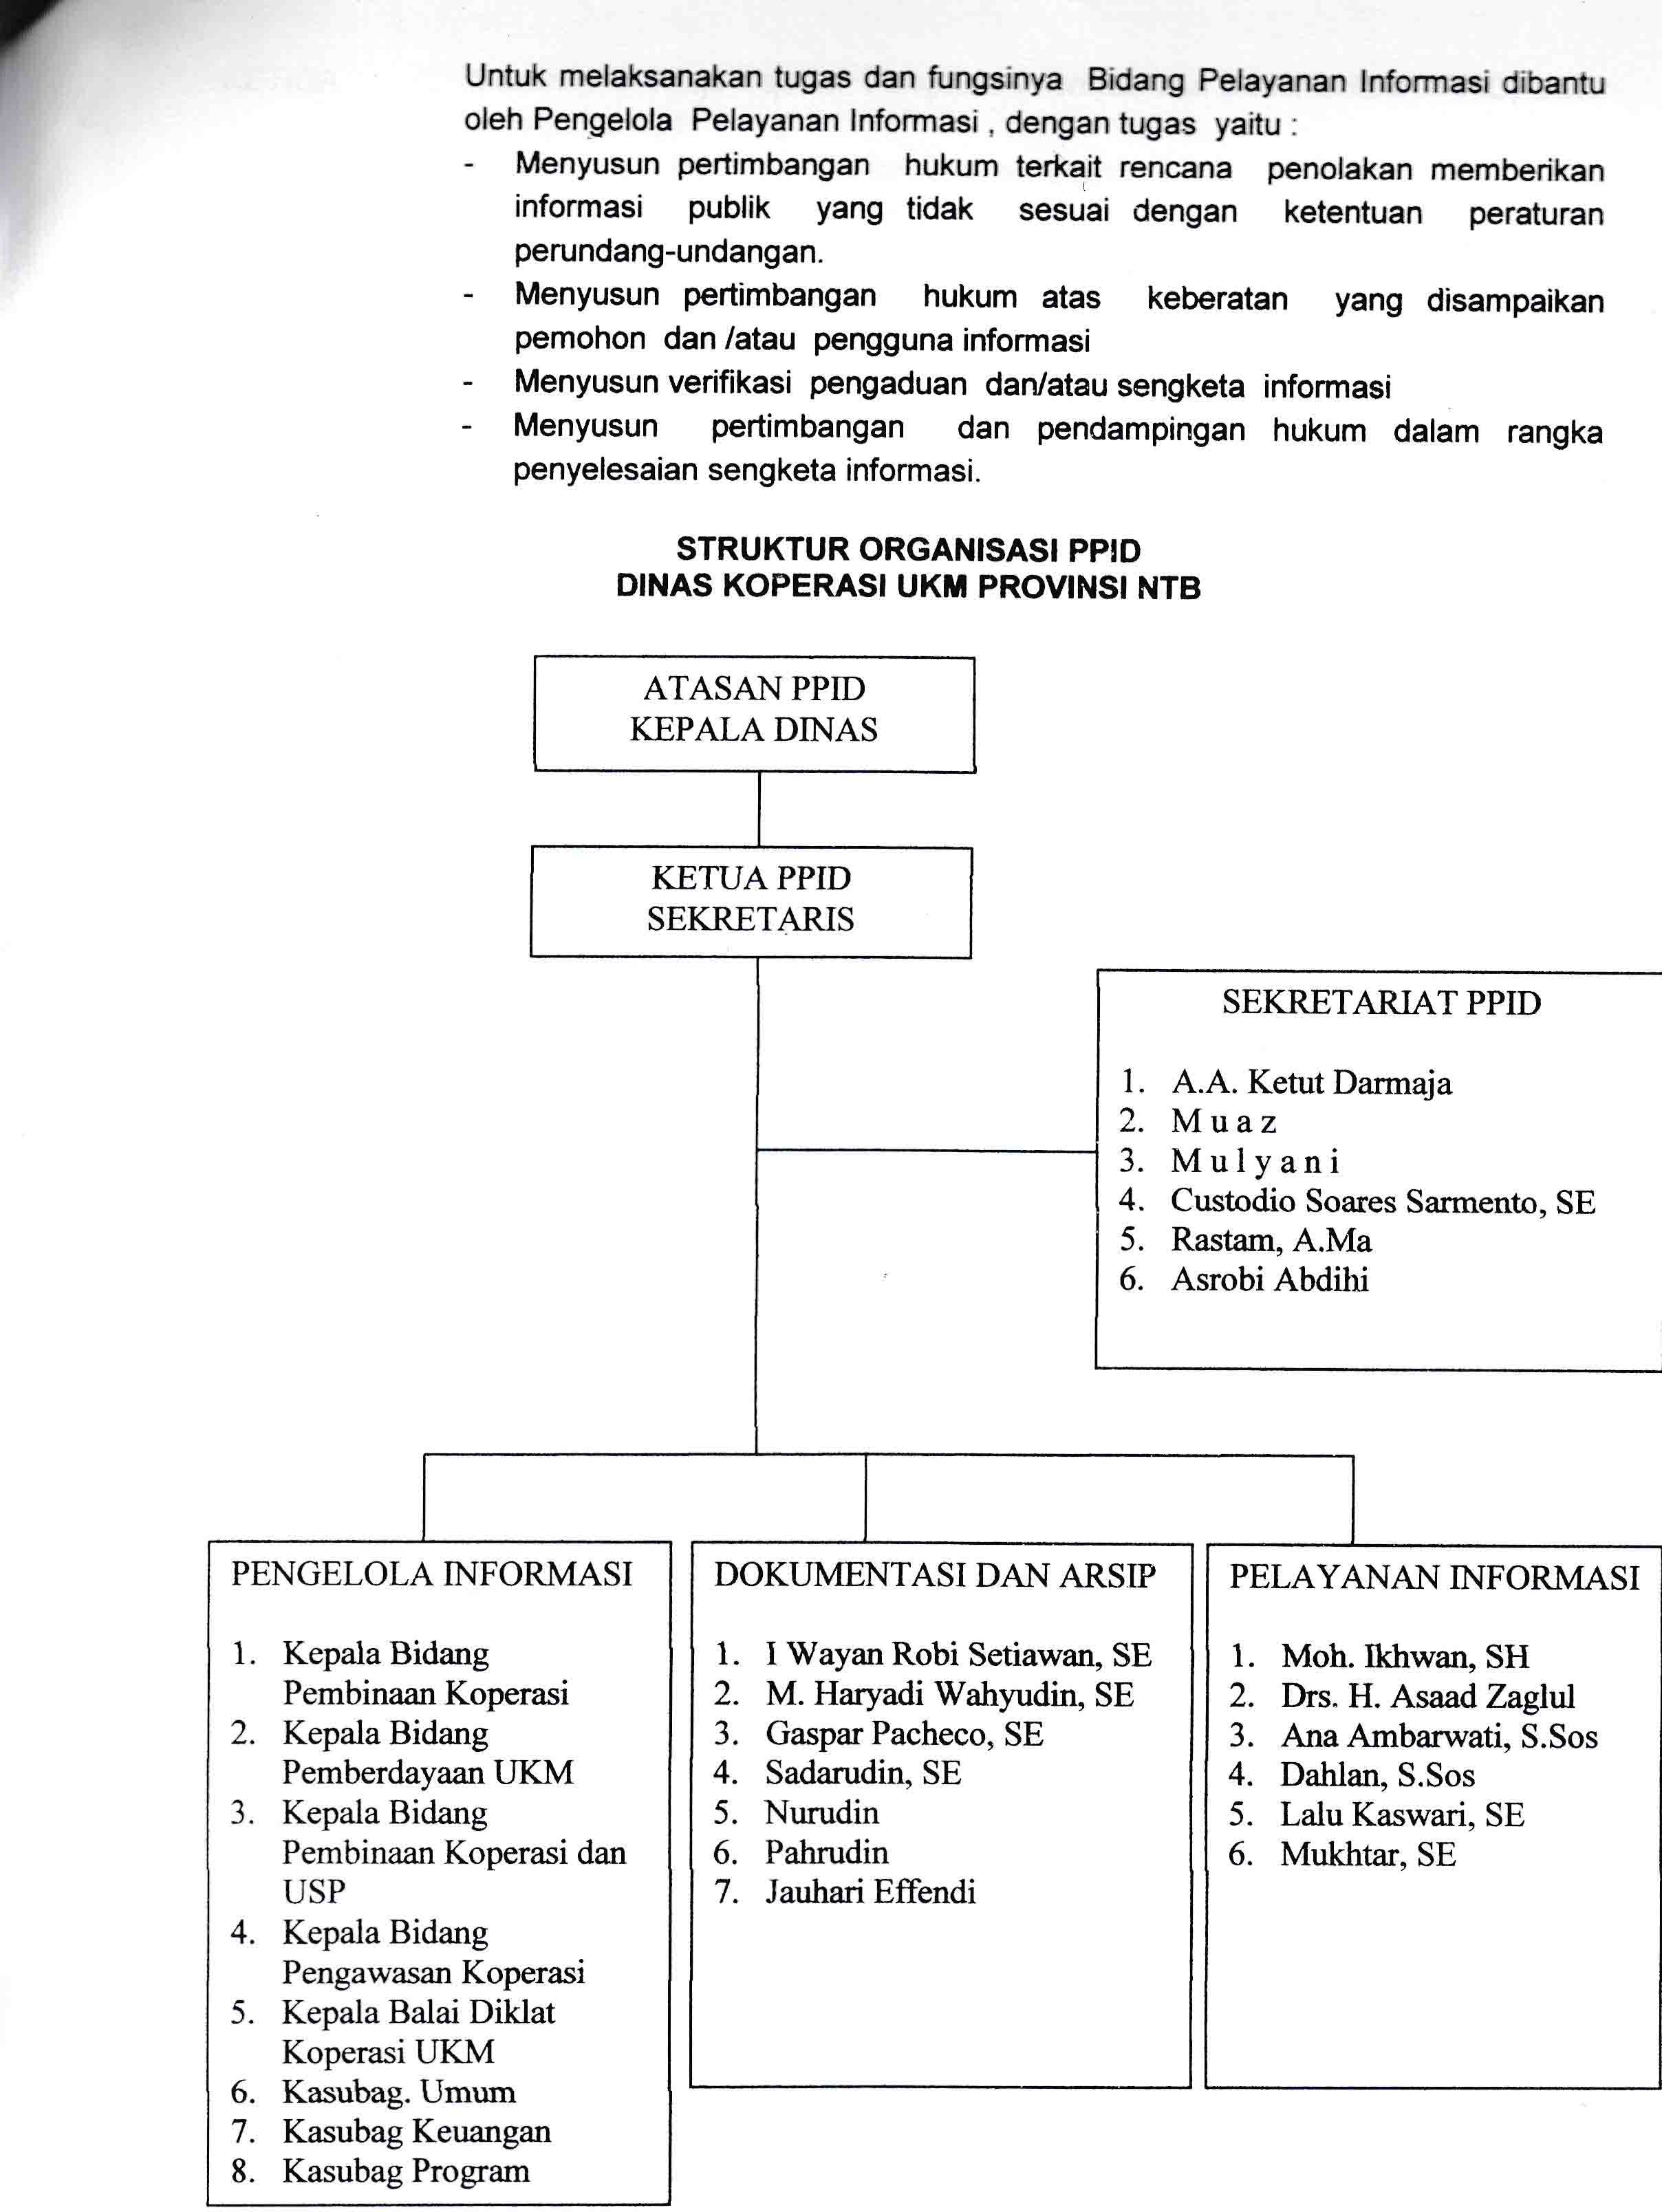 Untuk melaksanakan tugas dan fungsinya Bidang Pelayanan Informasi dibantu
oleh Pengelola Pelayanan Informasi , dengan tugas yaitu :
- Menyusun pertimbangan hukum terkait rencana penolakan memberikan
informasi publik yang tidak sesuai dengan ketentuan peraturan
perundang-undangan.
- Menyusun pertimbangan hukum atas keberatan yang disampaikan
pemohon dan /atau pengguna informasi
- Menyusun verifikasi pengaduan dan/atau sengketa informasi
- Menyusun pertimbangan dan pendampingan hukum dalam rangka
penyelesaian sengketa informasi.
STRUKTUR ORGANISASI PPID
DINAS KOPERASI UKM PROVINSI NTB
ATASAN PPID
KEPALA DINAS
KETUA PPID
SEKRETARIS
SEKRETARIAT PPID
1. A.A. Ketut Darmaja
2. M u a z
3. M u l y a n i
4. Custodio Soares Sarmento, SE
5. Rastam, A.Ma
6. Asrobi Abdihi
PENGELOLA INFORMASI
1. Kepala Bidang
Pembinaan Koperasi
2. Kepala Bidang
Pemberdayaan UKM
3. Kepala Bidang
Pembinaan Koperasi dan
USP
4. Kepala Bidang
Pengawasan Koperasi
5. Kepala Balai Diklat
Koperasi UKM
6. Kasubag. Umum
7. Kasubag Keuangan
8. Kasubag Program
DOKUMENTASI DAN ARSIP
1. I Wayan Robi Setiawan, SE
2. M. Haryadi Wahyudin, SE
3. Gaspar Pacheco, SE
4. Sadarudin, SE
5. Nurudin
6. Pahrudin
7. Jauhari Effendi
PELAYANAN INFORMASI
1. Moh. Ikhwan, SH
2. Drs. H. Asaad Zaglul
3. Ana Ambarwati, S.Sos
4. Dahlan, S.Sos
5. Lalu Kaswari, SE
6. Mukhtar, SE